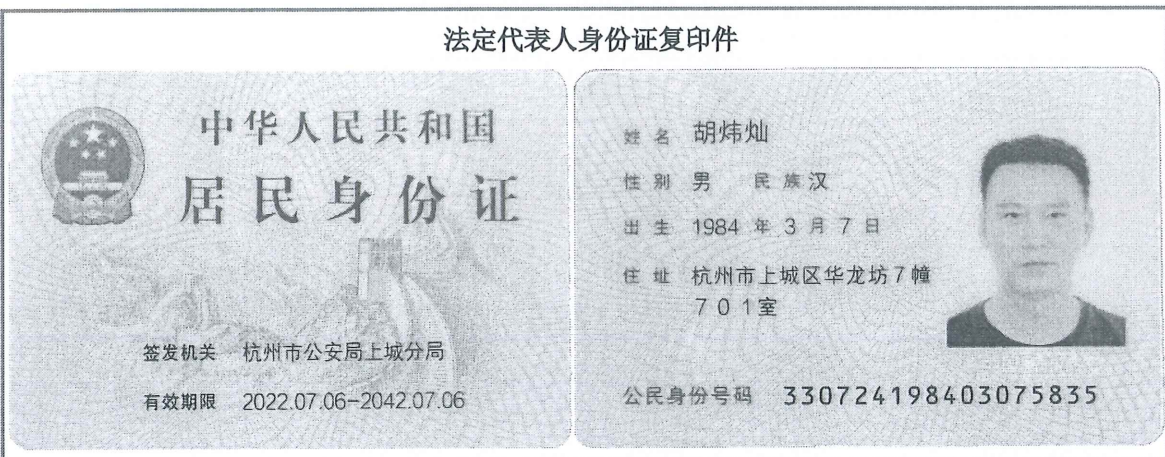 法定代表人身份证复印件
中华人民共和国
居民身份证
签发机关 杭州市公安局上城分局
有效期限 2022.07.06-2042.07.06
姓名 胡炜灿
性别 男 民族 汉
出生 1984 年 3 月 7 日
住址 杭州市上城区华龙坊7幢
701室
公民身份号码 330724198403075835